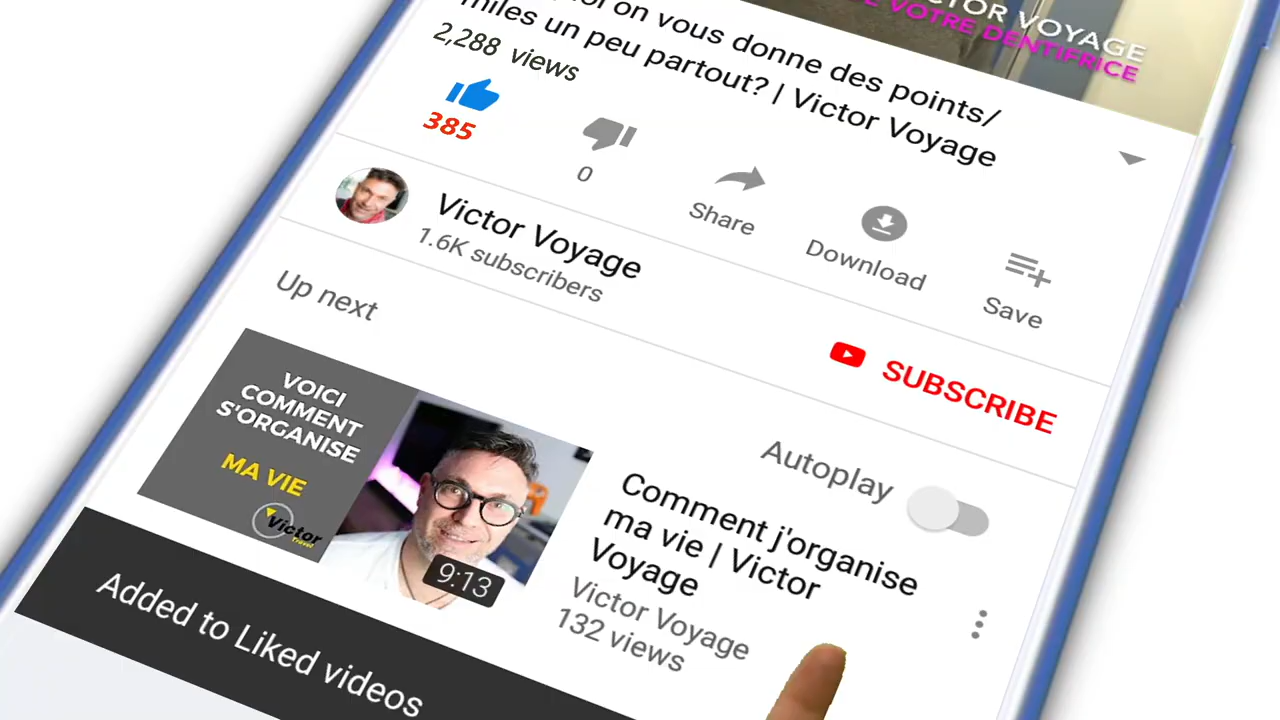 CTOR VOYAGE
VOTRE DENTIFRICE
on vous donne des points/
miles un peu partout? | Victor Voyage
2,288 views
385
0
Share
Download
Save
Victor Voyage
1.6K subscribers
SUBSCRIBE
Up next
Autoplay
VOICI
COMMENT
S'ORGANISE
MA VIE
Victor
Travel
9:13
Comment j'organise
ma vie | Victor
Voyage
Victor Voyage
132 views
Added to Liked videos